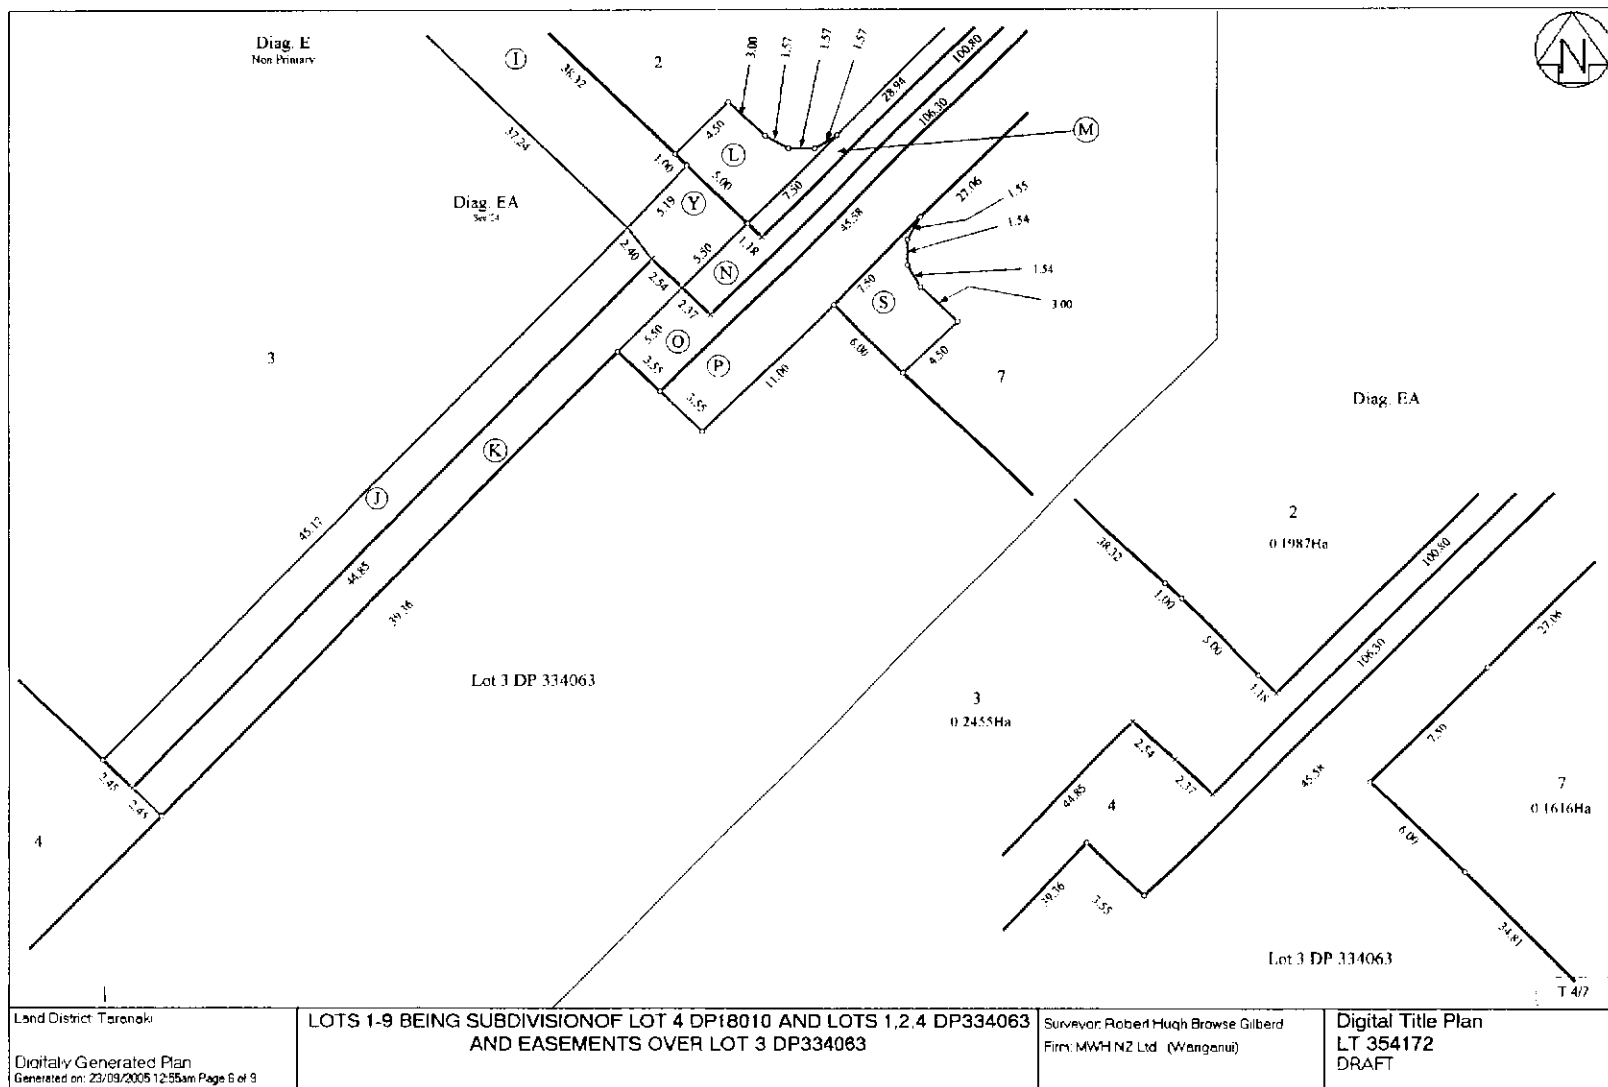 Diag. E
Non Primary
I
38.32
2
3.00
1.57
1.57
1.57
28.94
100.80
106.30
M
N
37.24
4.50
L
1.00
5.00
7.50
Y
5.19
Diag. EA
27.06
1.55
1.54
1.54
3.00
45.58
2.40
5.50
1.18
N
2.54
2.37
7.50
S
5.50
O
3.55
P
6.00
4.50
11.00
7
3.55
3
Diag. EA
K
J
45.17
44.85
39.36
2
0.1987Ha
38.32
1.00
5.00
1.18
100.80
106.30
27.06
Lot 3 DP 334063
3
0.2455Ha
2.54
2.37
7.50
45.58
44.85
4
7
0.1616Ha
2.45
2.45
6.00
4
39.36
3.55
34.81
Lot 3 DP 334063
T 4/7
Land District: Taranaki
Digitaly Generated Plan
Generated on: 23/09/2005 12:55am Page 6 of 9
LOTS 1-9 BEING SUBDIVISIONOF LOT 4 DP18010 AND LOTS 1,2,4 DP334063
AND EASEMENTS OVER LOT 3 DP334063
Surveyor: Robert Hugh Browse Gilberd
Firm: MWH NZ Ltd (Wanganui)
Digital Title Plan
LT 354172
DRAFT